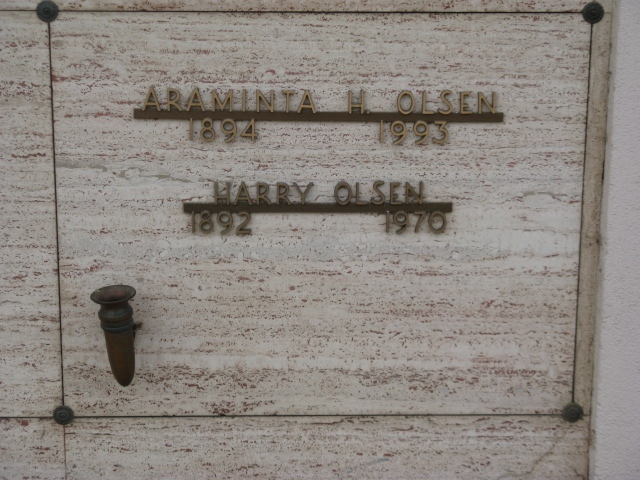 ARAMINTA H. OLSEN
1894 1993
HARRY OLSEN
1892 1970